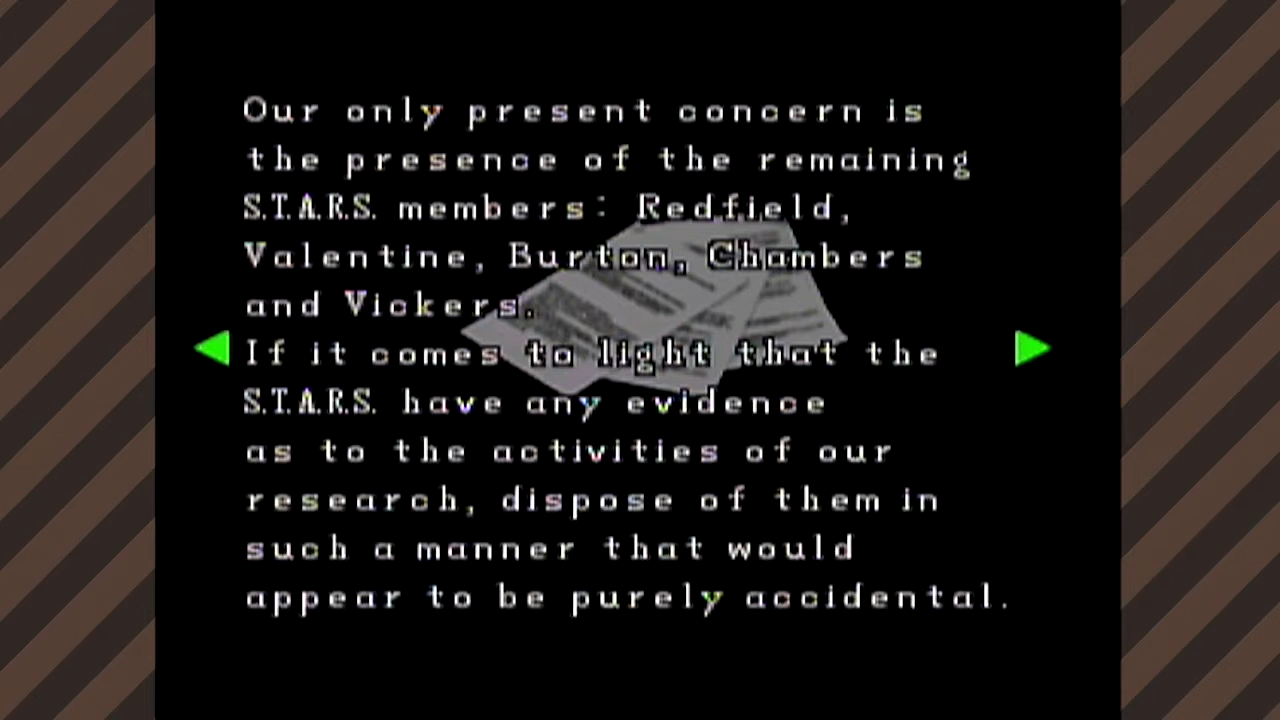 Our only present concern is
the presence of the remaining
S.T.A.R.S. members: Redfield,
Valentine, Burton, Chambers
and Vickers.
If it comes to light that the
S.T.A.R.S. have any evidence
as to the activities of our
research, dispose of them in
such a manner that would
appear to be purely accidental.